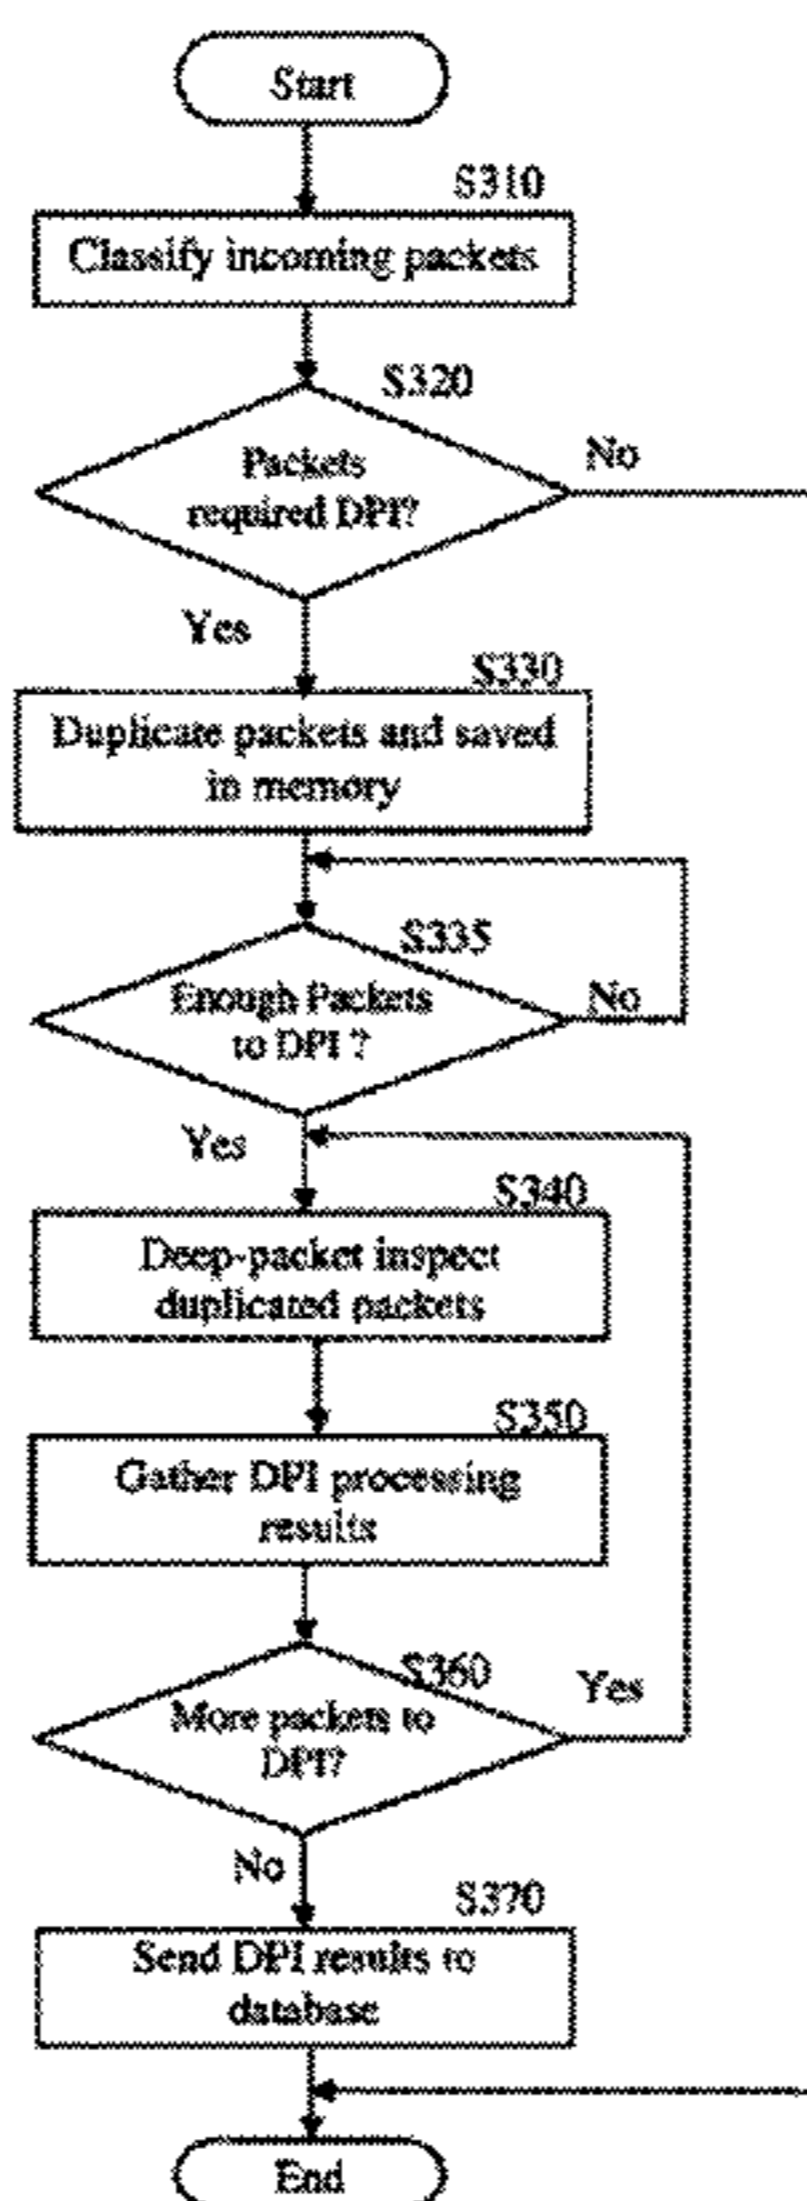 Start
S310
Classify incoming packets
S320
Packets
required DPI?
No
Yes
S330
Duplicate packets and saved
in memory
S335
Enough Packets
to DPI ?
No
Yes
S340
Deep-packet inspect
duplicated packets
S350
Gather DPI processing
results
S360
More packets to
DPI?
Yes
No
S370
Send DPI results to
database
End